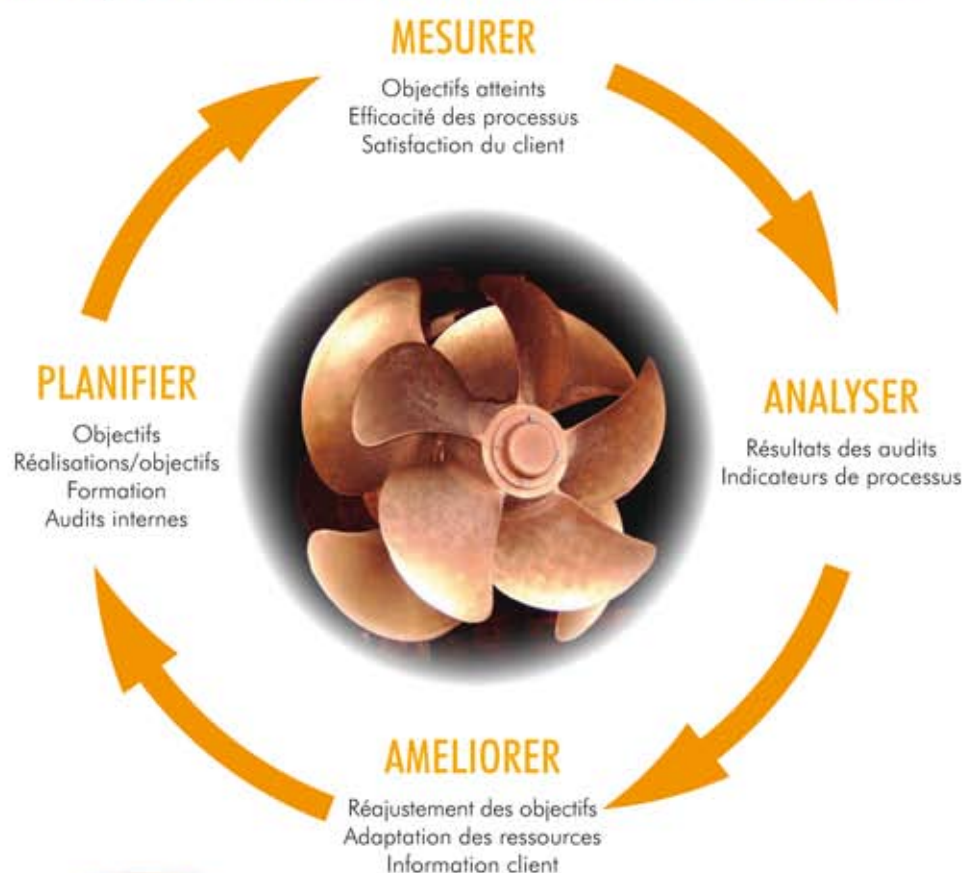 MESURER
Objectifs atteints
Efficacité des processus
Satisfaction du client
PLANIFIER
Objectifs
Réalisations/objectifs
Formation
Audits internes
ANALYSER
Résultats des audits
Indicateurs de processus
AMELIORER
Réajustement des objectifs
Adaptation des ressources
Information client